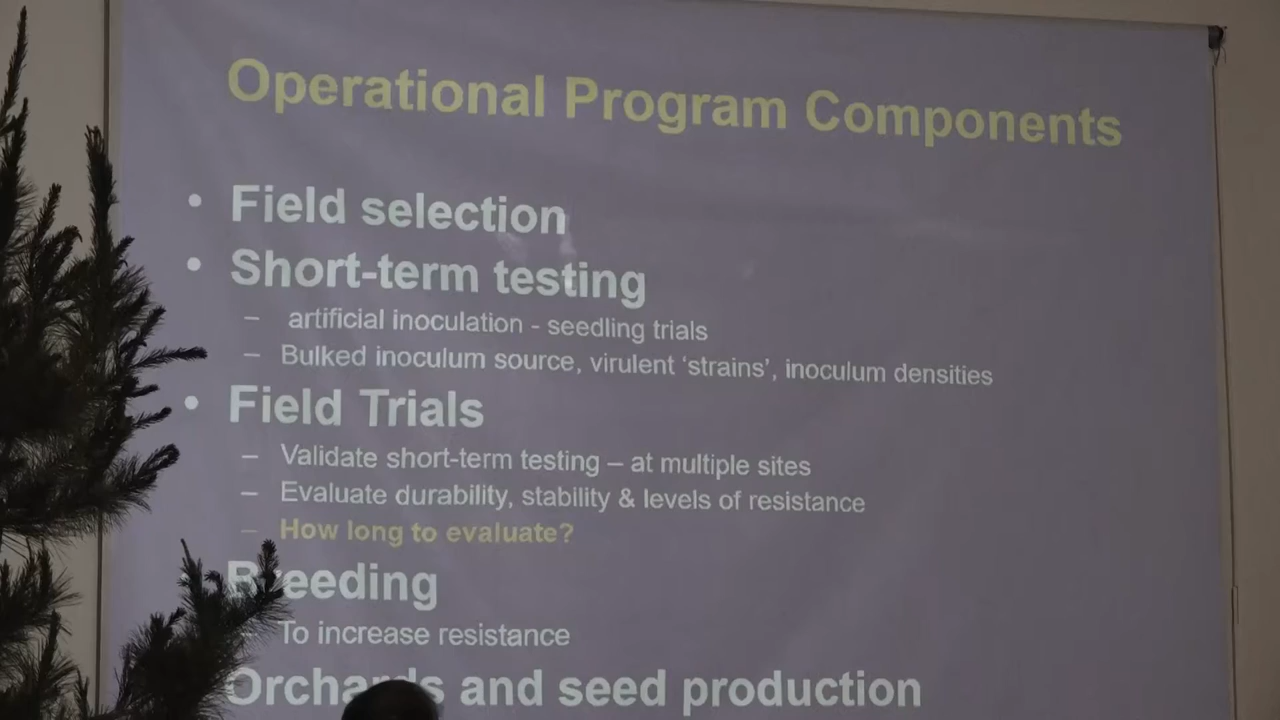 Operational Program Components
• Field selection
• Short-term testing
– artificial inoculation - seedling trials
– Bulked inoculum source, virulent ‘strains’, inoculum densities
• Field Trials
– Validate short-term testing – at multiple sites
– Evaluate durability, stability & levels of resistance
– How long to evaluate?
Breeding
– To increase resistance
Orchards and seed production